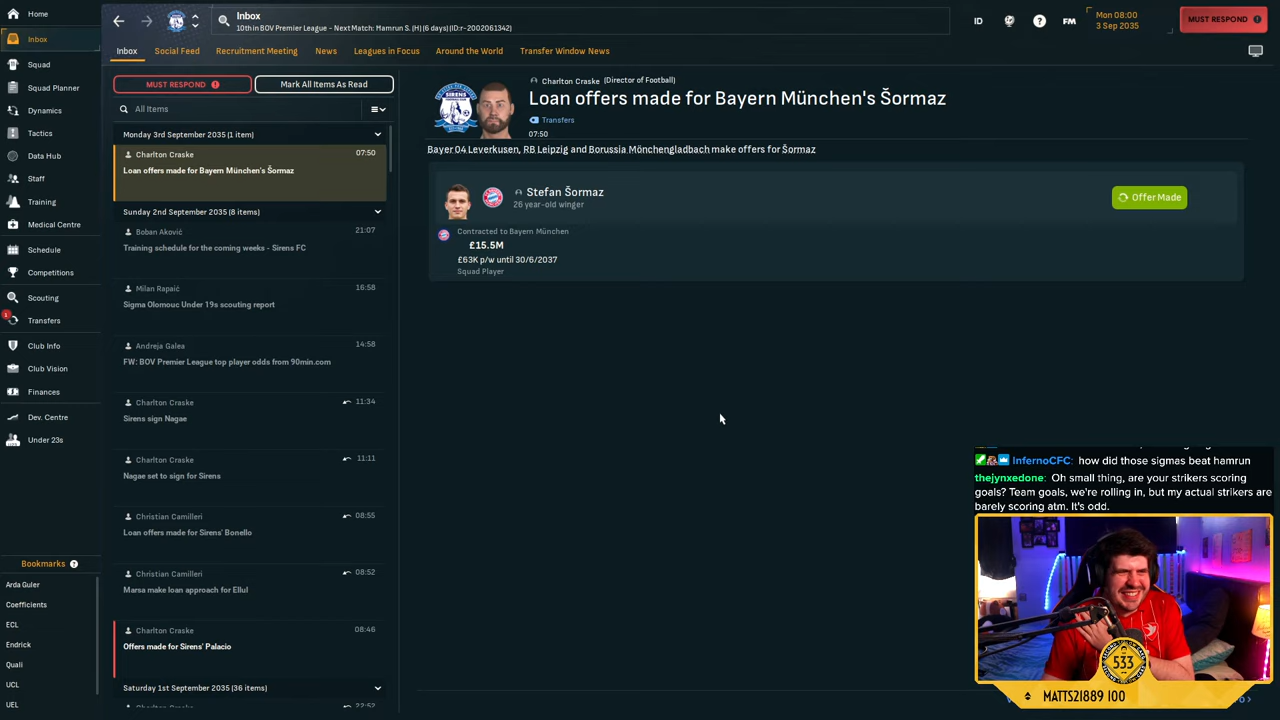 Home
Inbox
Squad
Squad Planner
Dynamics
Tactics
Data Hub
Staff
Training
Medical Centre
Schedule
Competitions
Scouting
1
Transfers
Club Info
Club Vision
Finances
Dev. Centre
Under 23s
Bookmarks ?
Arda Guler
Coefficients
ECL
Endrick
Quali
UCL
UEL
Inbox
10th in BOV Premier League - Next Match: Hamrun S. (H) (6 days) (ID:r-2002061342)
ID
?
FM
Mon 08:00
3 Sep 2035
MUST RESPOND !
Inbox
Social Feed
Recruitment Meeting
News
Leagues in Focus
Around the World
Transfer Window News
MUST RESPOND !
Mark All Items As Read
All Items
Monday 3rd September 2035 (1 item)
Charlton Craske 07:50
Loan offers made for Bayern München's Šormaz
Sunday 2nd September 2035 (8 items)
Boban Aković 21:07
Training schedule for the coming weeks - Sirens FC
Milan Rapaić 16:58
Sigma Olomouc Under 19s scouting report
Andreja Galea 14:58
FW: BOV Premier League top player odds from 90min.com
Charlton Craske 11:34
Sirens sign Nagae
Charlton Craske 11:11
Nagae set to sign for Sirens
Christian Camilleri 08:55
Loan offers made for Sirens' Bonello
Christian Camilleri 08:52
Marsa make loan approach for Ellul
Charlton Craske 08:46
Offers made for Sirens' Palacio
Saturday 1st September 2035 (36 items)
Charlton Craske 22:52
SIRENS
Charlton Craske (Director of Football)
Loan offers made for Bayern München's Šormaz
Transfers
07:50
Bayer 04 Leverkusen, RB Leipzig and Borussia Mönchengladbach make offers for Šormaz
Stefan Šormaz
26 year-old winger
Offer Made
Contracted to Bayern München
£15.5M
£63K p/w until 30/6/2037
Squad Player
InfernoCFC: how did those sigmas beat hamrun
thejynxedone: Oh small thing, are your strikers scoring
goals? Team goals, we're rolling in, but my actual strikers are
barely scoring atm. It's odd.
533
MATTS21889 100